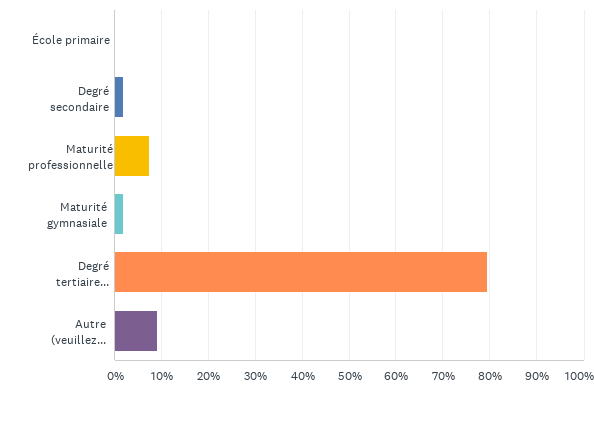 École primaire
Degré
secondaire
Maturité
professionnelle
Maturité
gymnasiale
Degré
tertiaire...
Autre
(veuillez...
0% 10% 20% 30% 40% 50% 60% 70% 80% 90% 100%